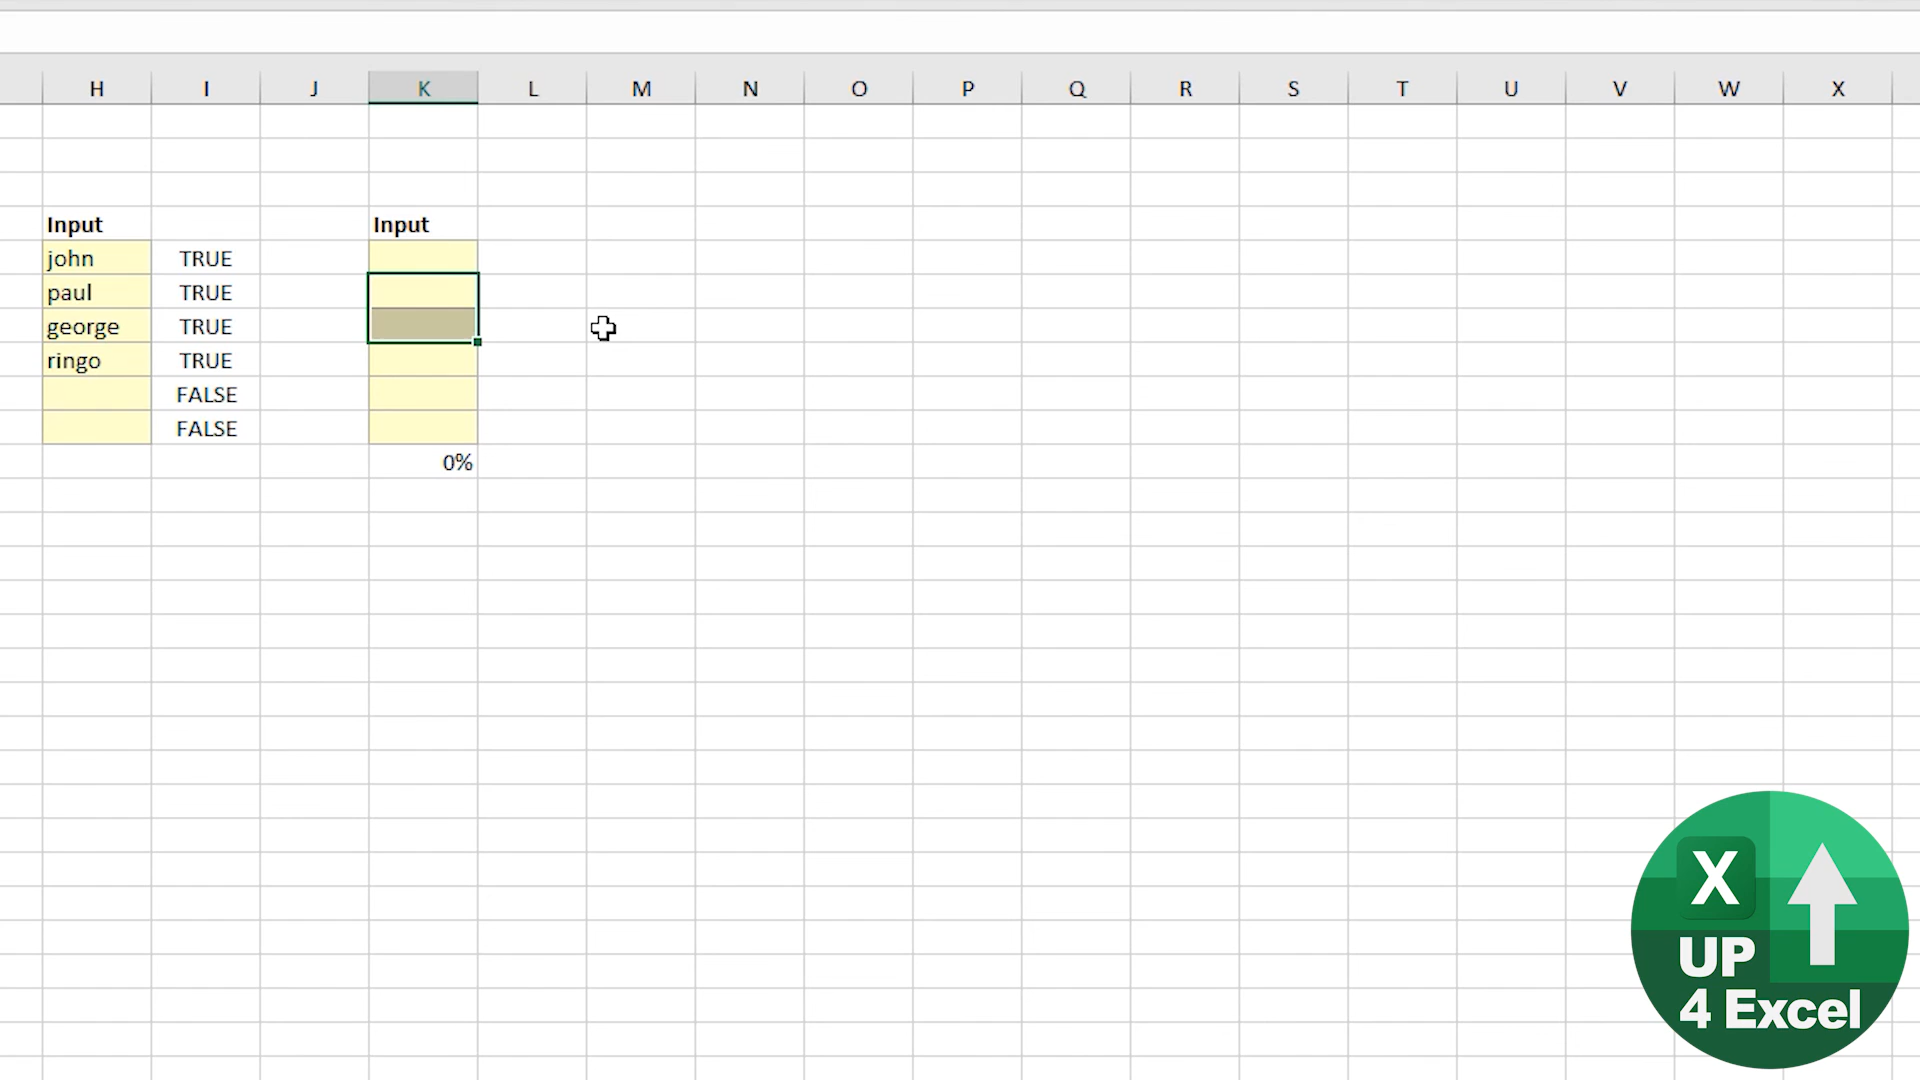 H I J K L M N O P Q R S T U V W X
Input Input
john TRUE
paul TRUE
george TRUE
ringo TRUE
FALSE
FALSE
0%
X
UP
4 Excel